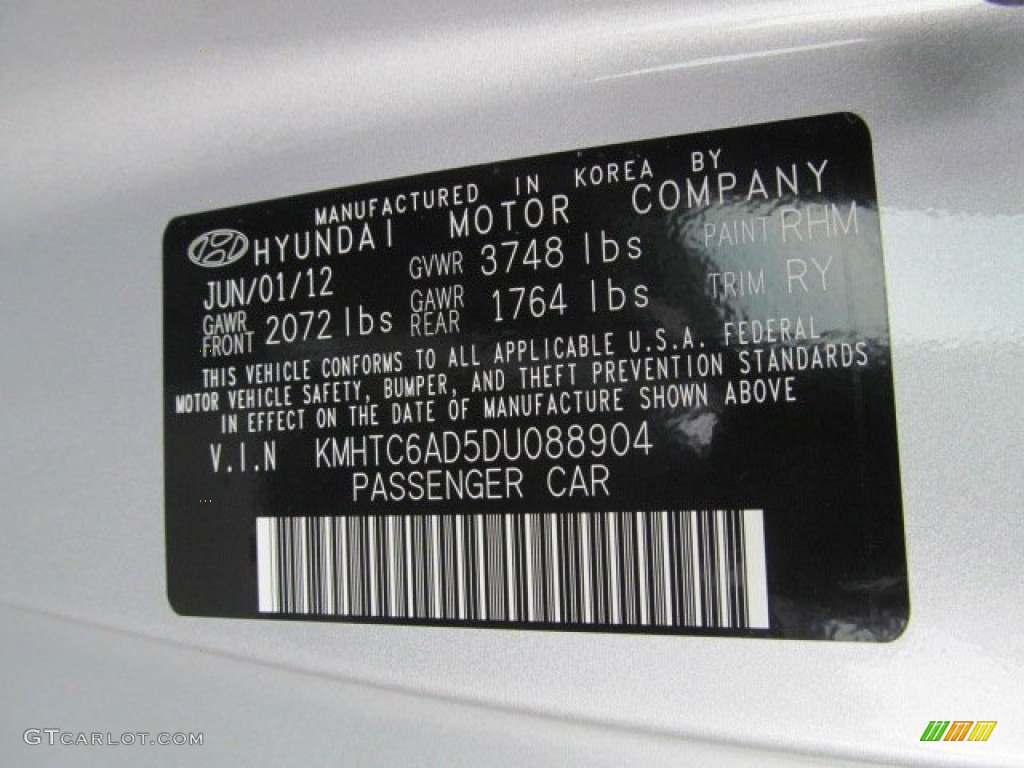 MANUFACTURED IN KOREA BY
HYUNDAI MOTOR COMPANY
JUN/01/12 GVWR 3748 lbs PAINT RHM
GAWR FRONT 2072 lbs GAWR REAR 1764 lbs TRIM RY
THIS VEHICLE CONFORMS TO ALL APPLICABLE U.S.A. FEDERAL
MOTOR VEHICLE SAFETY, BUMPER, AND THEFT PREVENTION STANDARDS
IN EFFECT ON THE DATE OF MANUFACTURE SHOWN ABOVE
V.I.N KMHTC6AD5DU088904
PASSENGER CAR
GTCARLOT.COM